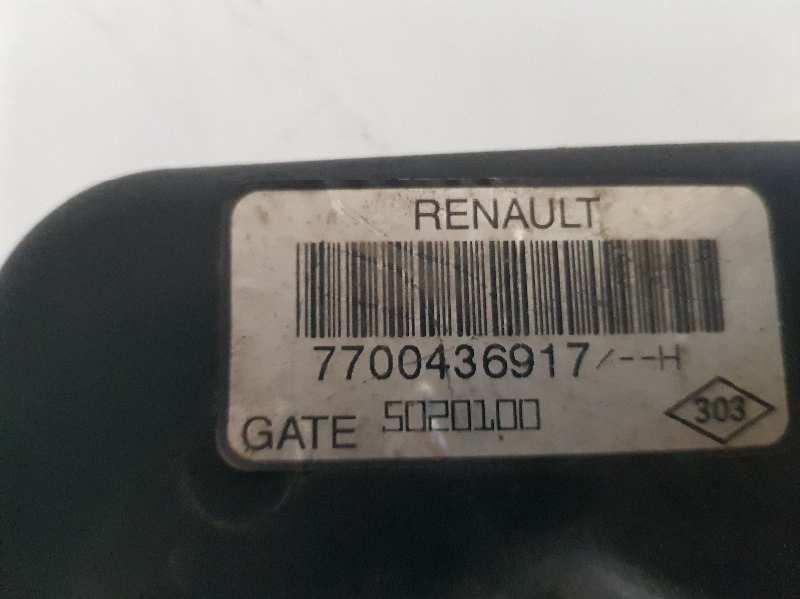 RENAULT
7700436917/--H
GATE 5020100
303